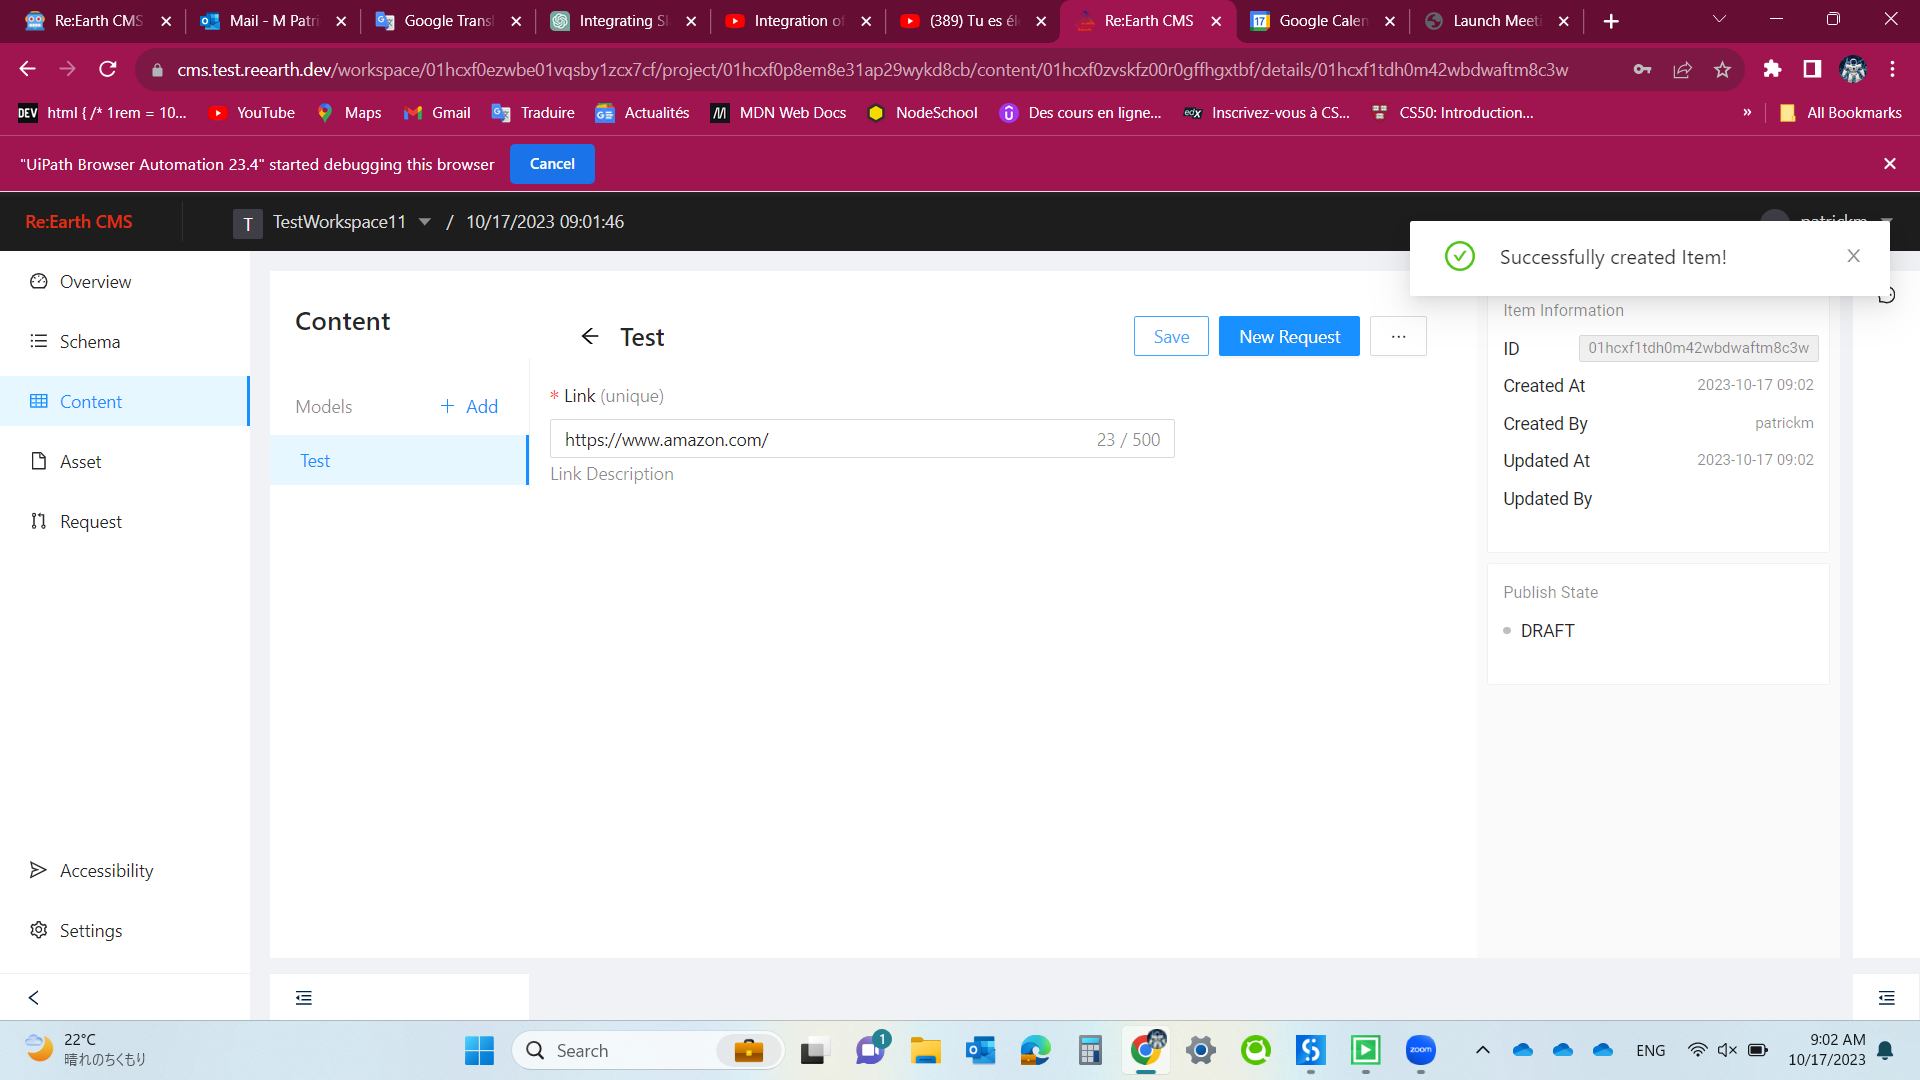 Re:Earth CMS
Mail - M Patri
Google Transl
Integrating Sl
Integration of
(389) Tu es éle
Re:Earth CMS
Google Calen
Launch Meeti
cms.test.reearth.dev/workspace/01hcxf0ezwbe01vqsby1zcx7cf/project/01hcxf0p8em8e31ap29wykd8cb/content/01hcxf0zvskfz00r0gffhgxtbf/details/01hcxf1tdh0m42wbdwaftm8c3w
DEV html { /* 1rem = 10...
YouTube
Maps
Gmail
Traduire
Actualités
MDN Web Docs
NodeSchool
Des cours en ligne...
edX Inscrivez-vous à CS...
CS50: Introduction...
»
All Bookmarks
"UiPath Browser Automation 23.4" started debugging this browser
Cancel
Re:Earth CMS
T TestWorkspace11 / 10/17/2023 09:01:46
patrickm
Successfully created Item!
Overview
Schema
Content
Asset
Request
Accessibility
Settings
Content
Models
+ Add
Test
Test
Save
New Request
...
* Link (unique)
https://www.amazon.com/
23 / 500
Link Description
Item Information
ID 01hcxf1tdh0m42wbdwaftm8c3w
Created At 2023-10-17 09:02
Created By patrickm
Updated At 2023-10-17 09:02
Updated By
Publish State
DRAFT
22°C
晴れのちくもり
Search
1
zoom
ENG
9:02 AM
10/17/2023